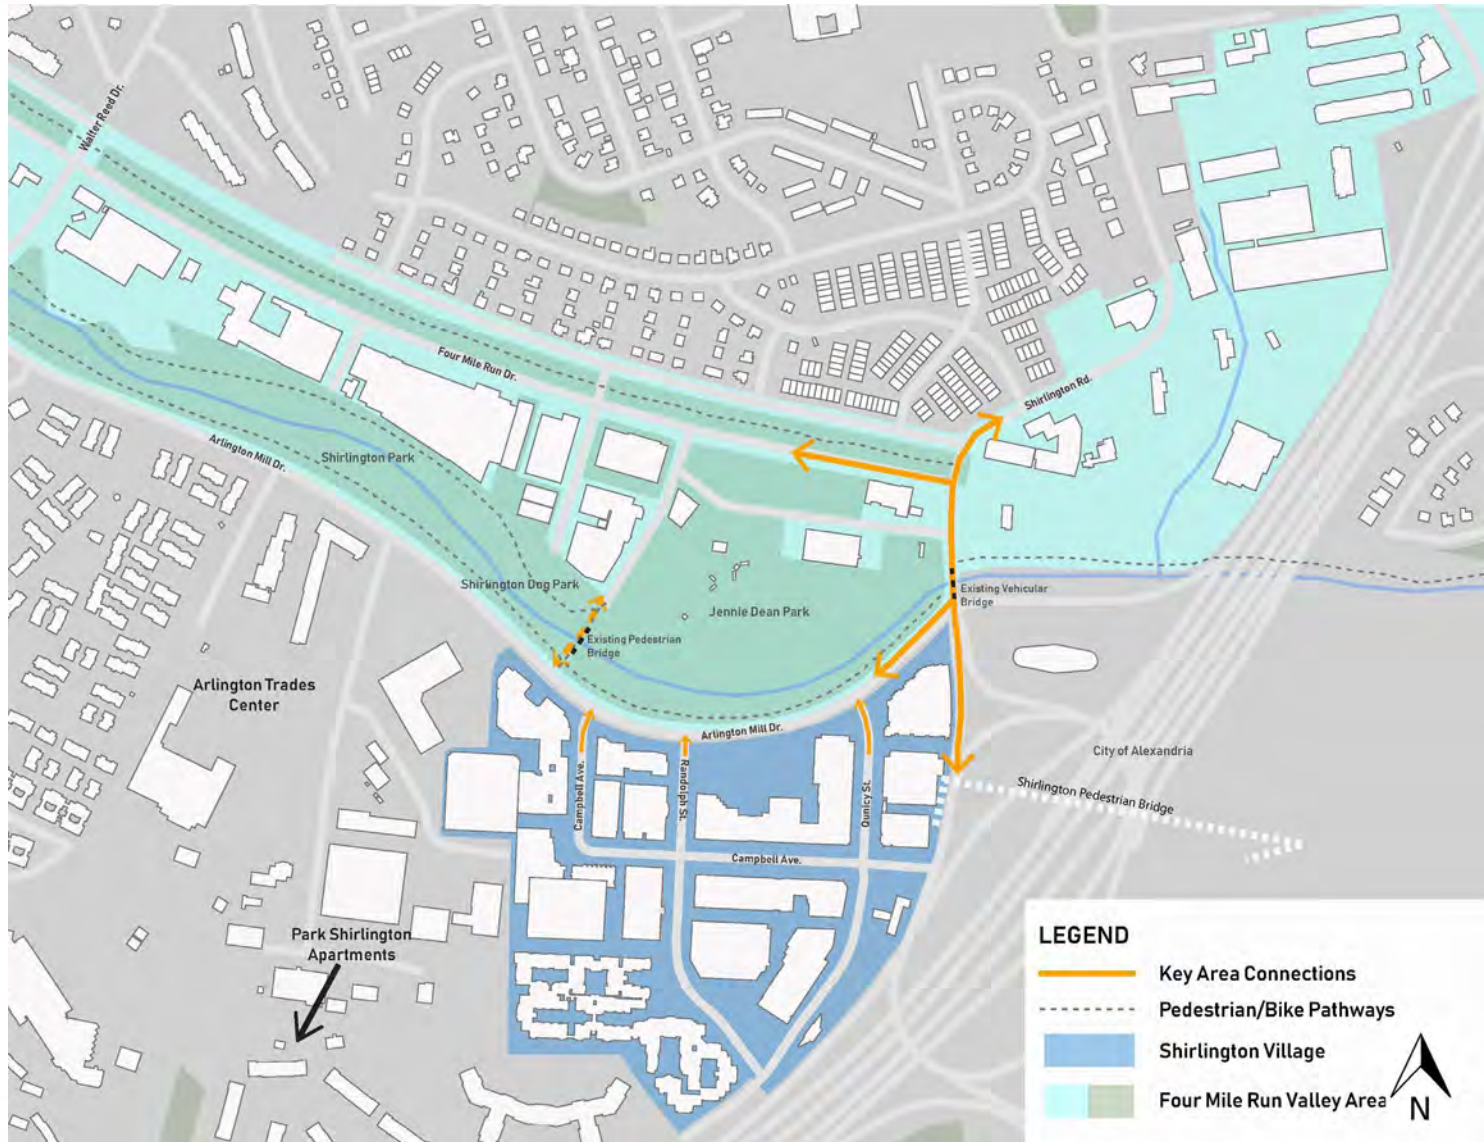 Walter Reed Dr.
Four Mile Run Dr.
Shirlington Rd.
Arlington Mill Dr.
Shirlington Park
Shirlington Dog Park
Jennie Dean Park
Existing Vehicular
Bridge
Existing Pedestrian
Bridge
Arlington Trades
Center
Arlington Mill Dr.
City of Alexandria
Shirlington Pedestrian Bridge
Campbell Ave.
Randolph St.
Qunicy St.
Campbell Ave.
Park Shirlington
Apartments
LEGEND
Key Area Connections
Pedestrian/Bike Pathways
Shirlington Village
Four Mile Run Valley Area
N